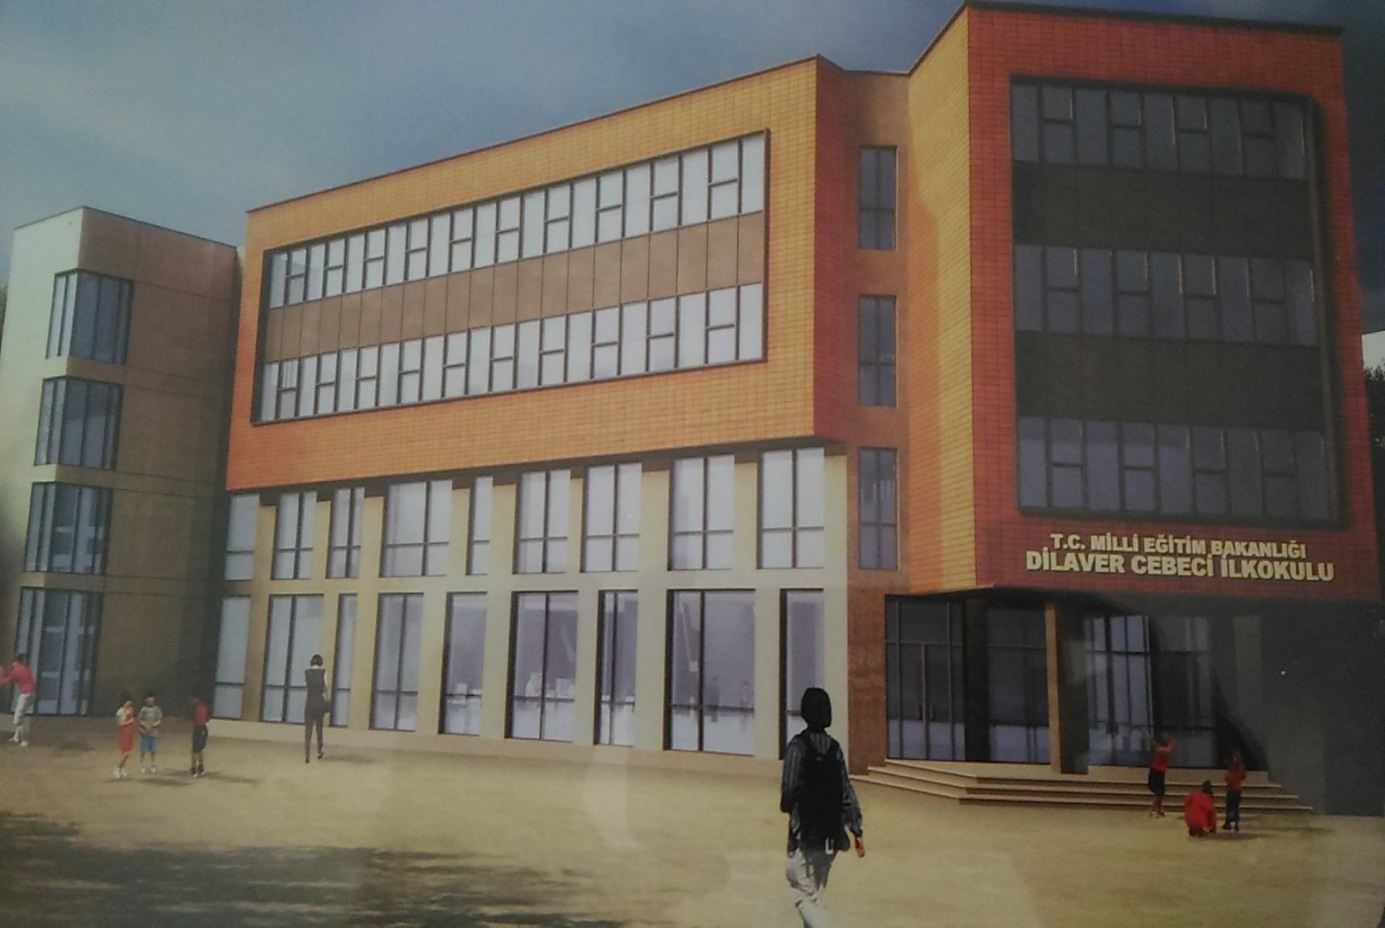 T.C. MİLLİ EĞİTİM BAKANLIĞI
DİLAVER CEBECİ İLKOKULU